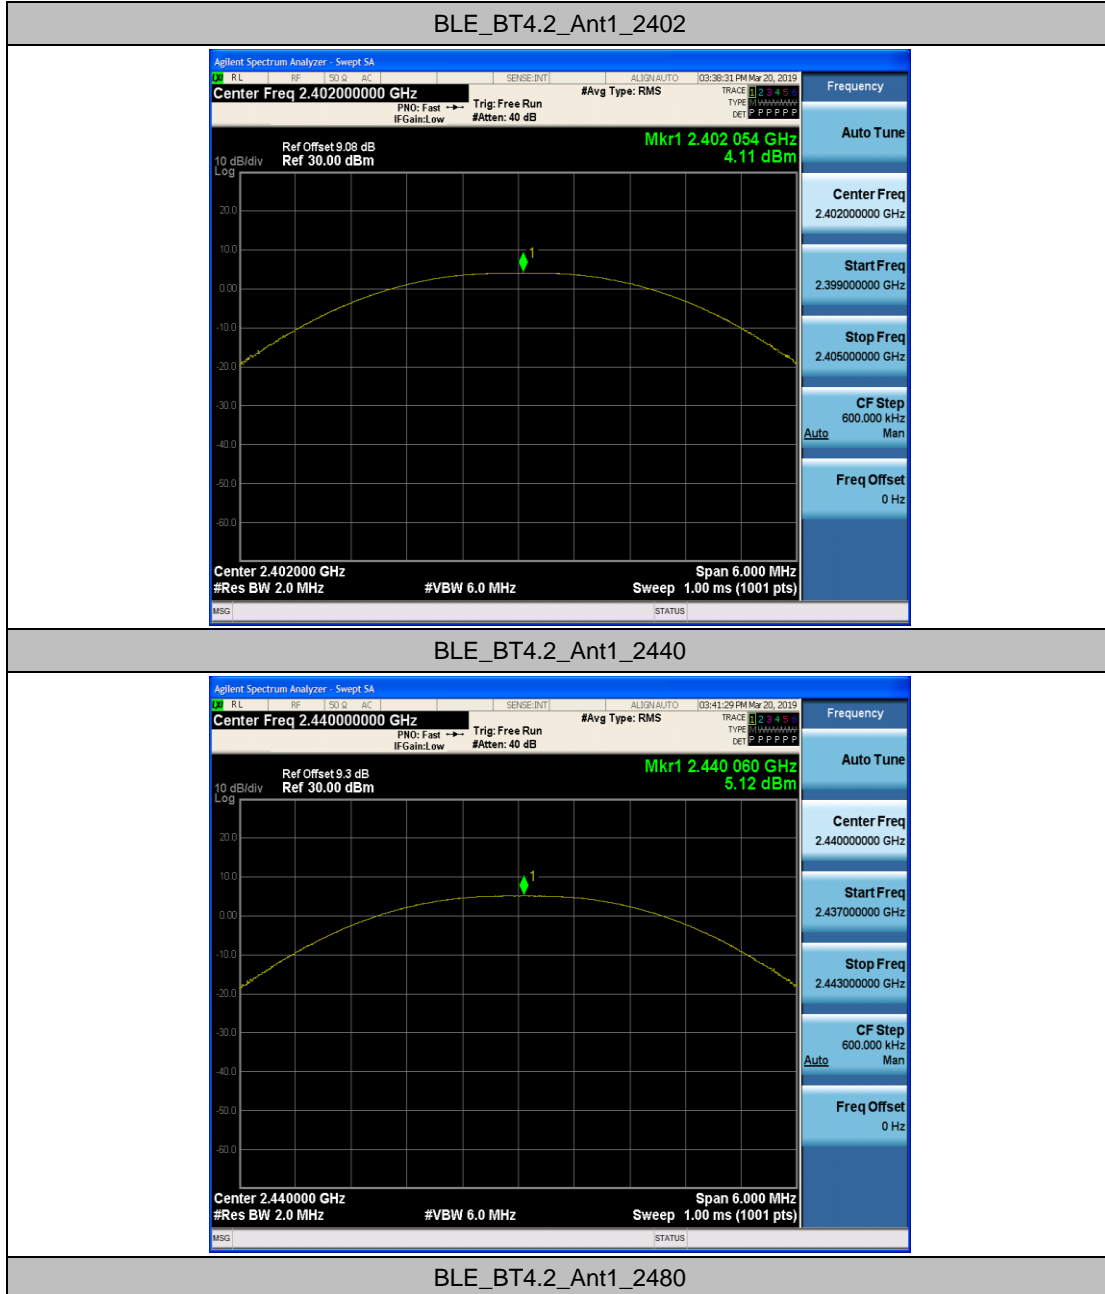 BLE_BT4.2_Ant1_2402
Agilent Spectrum Analyzer - Swept SA
LXI RL RF 50 Ω AC SENSE:INT ALIGNAUTO 03:38:31 PM Mar 20, 2019
Center Freq 2.402000000 GHz #Avg Type: RMS TRACE 1 2 3 4 5 6
PNO: Fast Trig: Free Run TYPE M WWWWW
IFGain:Low #Atten: 40 dB DET P P P P P P
Frequency
Mkr1 2.402 054 GHz
4.11 dBm
Ref Offset 9.08 dB
10 dB/div Ref 30.00 dBm
Log
20.0
10.0
0.00
-10.0
-20.0
-30.0
-40.0
-50.0
-60.0
1
Center 2.402000 GHz Span 6.000 MHz
#Res BW 2.0 MHz #VBW 6.0 MHz Sweep 1.00 ms (1001 pts)
MSG STATUS
Auto Tune
Center Freq
2.402000000 GHz
Start Freq
2.399000000 GHz
Stop Freq
2.405000000 GHz
CF Step
600.000 kHz
Auto Man
Freq Offset
0 Hz
BLE_BT4.2_Ant1_2440
Agilent Spectrum Analyzer - Swept SA
LXI RL RF 50 Ω AC SENSE:INT ALIGNAUTO 03:41:29 PM Mar 20, 2019
Center Freq 2.440000000 GHz #Avg Type: RMS TRACE 1 2 3 4 5 6
PNO: Fast Trig: Free Run TYPE M WWWWW
IFGain:Low #Atten: 40 dB DET P P P P P P
Frequency
Mkr1 2.440 060 GHz
5.12 dBm
Ref Offset 9.3 dB
10 dB/div Ref 30.00 dBm
Log
20.0
10.0
0.00
-10.0
-20.0
-30.0
-40.0
-50.0
-60.0
1
Center 2.440000 GHz Span 6.000 MHz
#Res BW 2.0 MHz #VBW 6.0 MHz Sweep 1.00 ms (1001 pts)
MSG STATUS
Auto Tune
Center Freq
2.440000000 GHz
Start Freq
2.437000000 GHz
Stop Freq
2.443000000 GHz
CF Step
600.000 kHz
Auto Man
Freq Offset
0 Hz
BLE_BT4.2_Ant1_2480